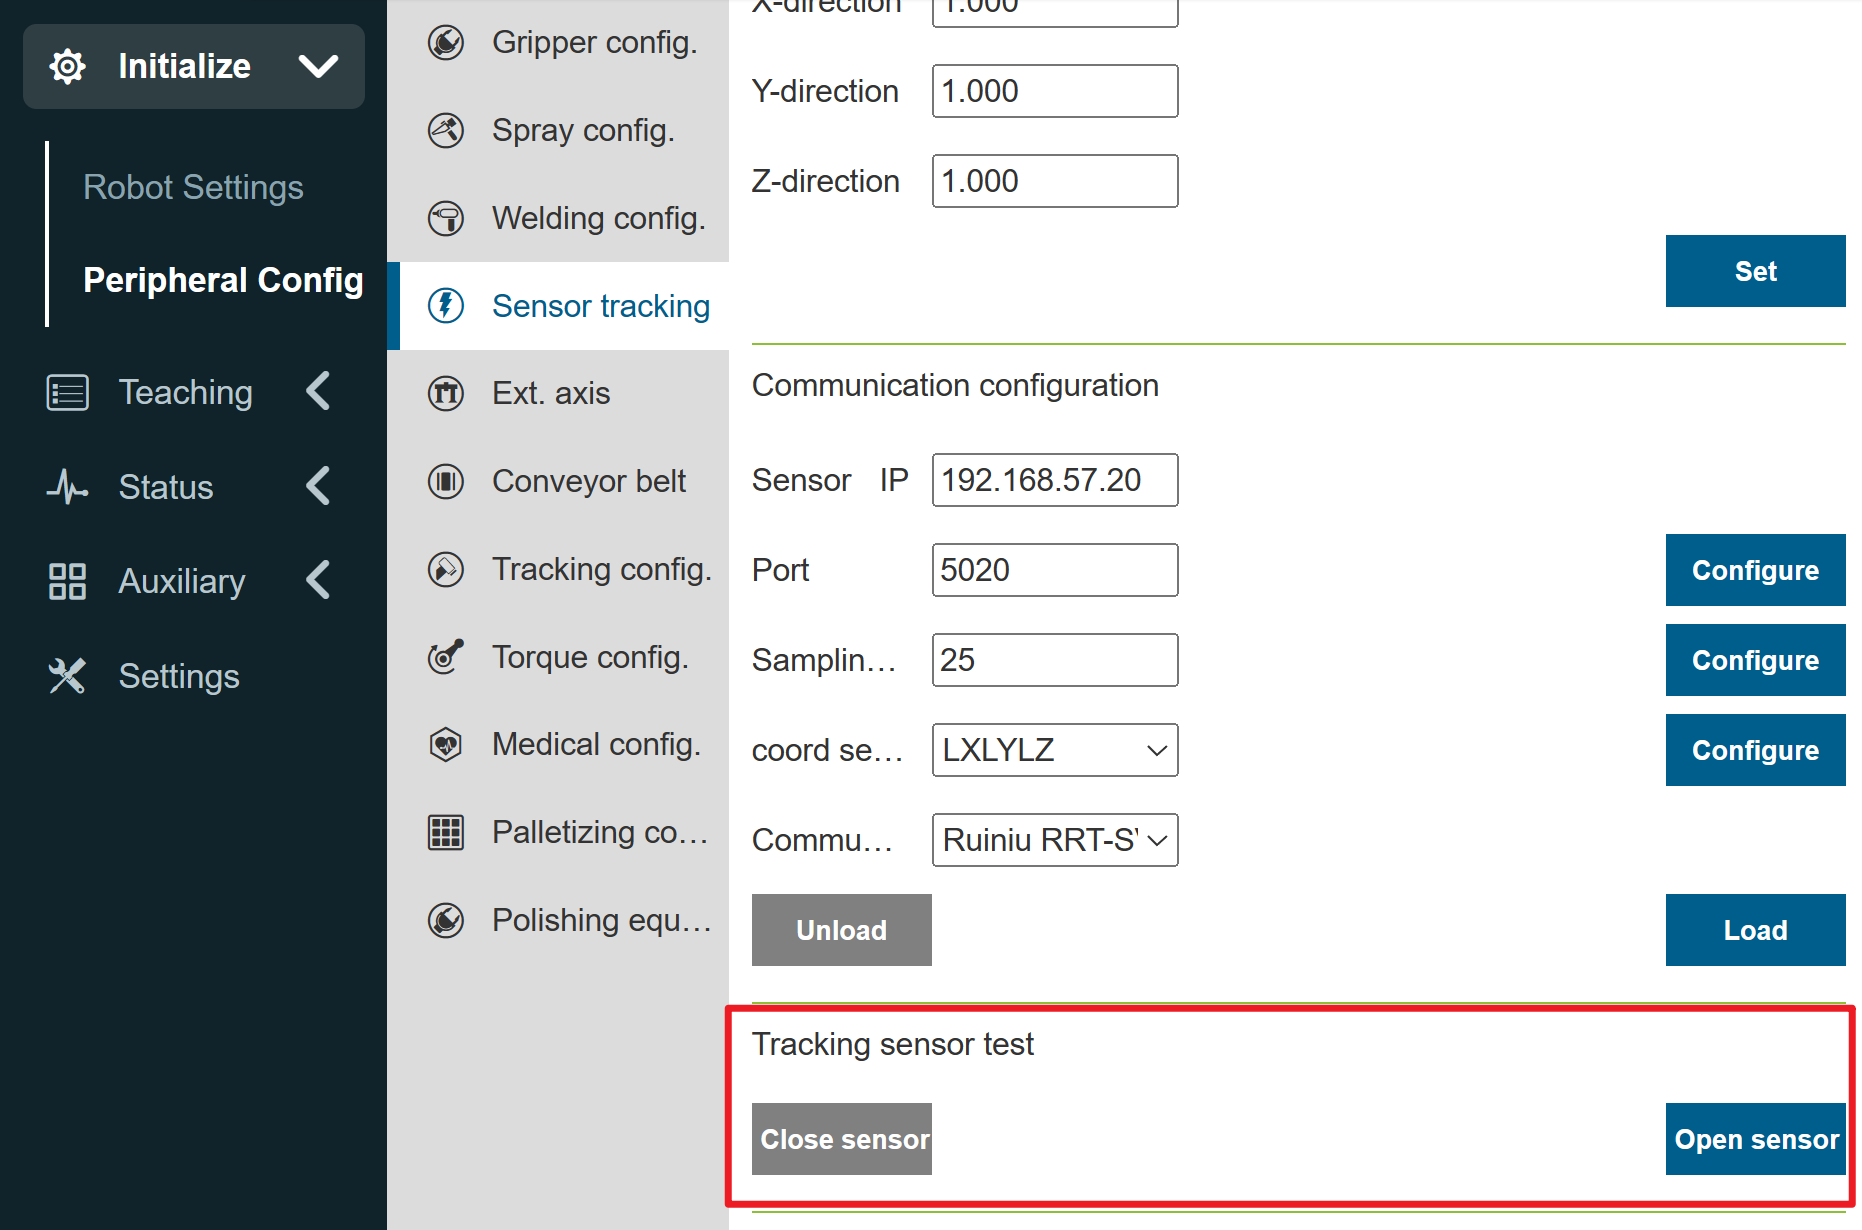 Initialize
Robot Settings
Peripheral Config
Teaching
Status
Auxiliary
Settings
Gripper config.
Spray config.
Welding config.
Sensor tracking
Ext. axis
Conveyor belt
Tracking config.
Torque config.
Medical config.
Palletizing co...
Polishing equ...
X-direction 1.000
Y-direction 1.000
Z-direction 1.000
Set
Communication configuration
Sensor IP 192.168.57.20
Port 5020 Configure
Samplin... 25 Configure
coord se... LXLYLZ Configure
Commu... Ruiniu RRT-SV
Unload Load
Tracking sensor test
Close sensor Open sensor